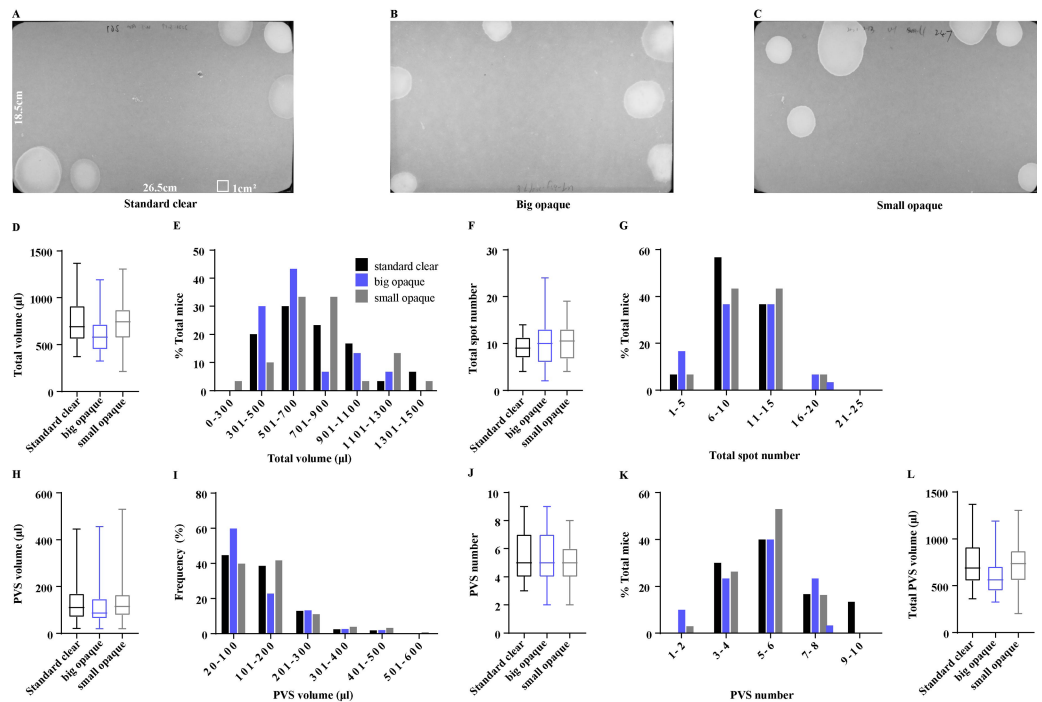 A
B
C
18.5cm
26.5cm
1cm²
Standard clear
Big opaque
Small opaque
D
1500
1000
500
0
Total volume (µl)
Standard clear
big opaque
small opaque
E
50
40
30
20
10
0
% Total mice
standard clear
big opaque
small opaque
0-300
301-500
501-700
701-900
901-1100
1101-1300
1301-1500
Total volume (µl)
F
30
20
10
0
Total spot number
Standard clear
big opaque
small opaque
G
60
40
20
0
% Total mice
1-5
6-10
11-15
16-20
21-25
Total spot number
H
600
400
200
0
PVS volume (µl)
Standard clear
big opaque
small opaque
I
80
60
40
20
0
Frequency (%)
20-100
101-200
201-300
301-400
401-500
501-600
PVS volume (µl)
J
10
8
6
4
2
0
PVS number
Standard clear
big opaque
small opaque
K
60
40
20
0
% Total mice
1-2
3-4
5-6
7-8
9-10
PVS number
L
1500
1000
500
0
Total PVS volume (µl)
Standard clear
big opaque
small opaque